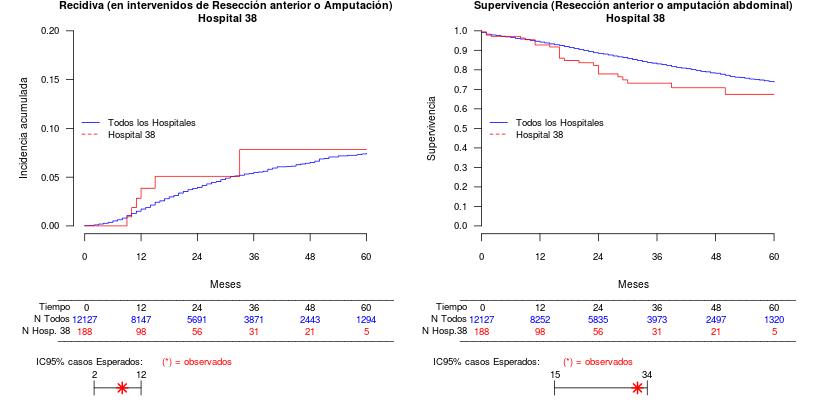 Recidiva (en intervenidos de Resección anterior o Amputación)
Hospital 38
Incidencia acumulada
0.20
0.15
0.10
0.05
0.00
Todos los Hospitales
Hospital 38
0 12 24 36 48 60
Meses
Tiempo 0 12 24 36 48 60
N Todos 12127 8147 5691 3871 2443 1294
N Hosp. 38 188 98 56 31 21 5
IC95% casos Esperados: (*) = observados
2 12
Supervivencia (Resección anterior o amputación abdominal)
Hospital 38
Supervivencia
1.0
0.9
0.8
0.7
0.6
0.5
0.4
0.3
0.2
0.1
0.0
Todos los Hospitales
Hospital 38
0 12 24 36 48 60
Meses
Tiempo 0 12 24 36 48 60
N Todos 12127 8252 5835 3973 2497 1320
N Hosp.38 188 98 56 31 21 5
IC95% casos Esperados: (*) = observados
15 34